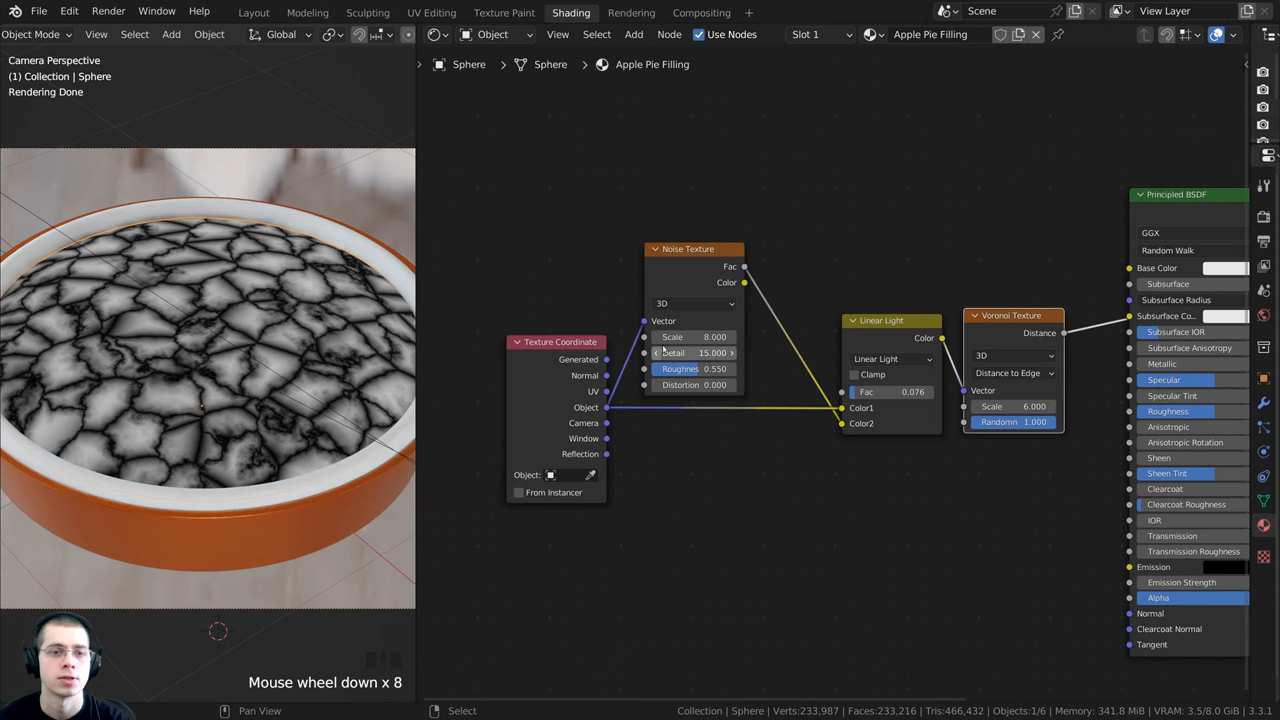 File Edit Render Window Help Layout Modeling Sculpting UV Editing Texture Paint Shading Animation Rendering Compositing Scene View Layer
Object Mode View Select Add Object Global Object View Select Add Node Use Nodes Slot 1 Apple Pie Filling
Camera Perspective
(1) Collection | Sphere
Rendering Done
Sphere > Sphere > Apple Pie Filling
Texture Coordinate
Generated
Normal
UV
Object
Camera
Window
Reflection
Object:
From Instancer
Noise Texture
Fac
Color
3D
Vector
Scale 8.000
Detail 15.000
Roughnes 0.550
Distortion 0.000
Linear Light
Color
Linear Light
Clamp
Fac 0.076
Color1
Color2
Voronoi Texture
Distance
3D
Distance to Edge
Vector
Scale 6.000
Randomn 1.000
Principled BSDF
GGX
Random Walk
Base Color
Subsurface
Subsurface Radius
Subsurface Co...
Subsurface IOR
Subsurface Anisotropy
Metallic
Specular
Specular Tint
Roughness
Anisotropic
Anisotropic Rotation
Sheen
Sheen Tint
Clearcoat
Clearcoat Roughness
IOR
Transmission
Transmission Roughness
Emission
Emission Strength
Alpha
Normal
Clearcoat Normal
Tangent
Mouse wheel down x 8
Pan View Select Collection | Sphere | Verts:233,987 | Faces:233,216 | Tris:466,432 | Objects:1/6 | Memory: 341.8 MiB | VRAM: 3.5/8.0 GiB | 3.3.1